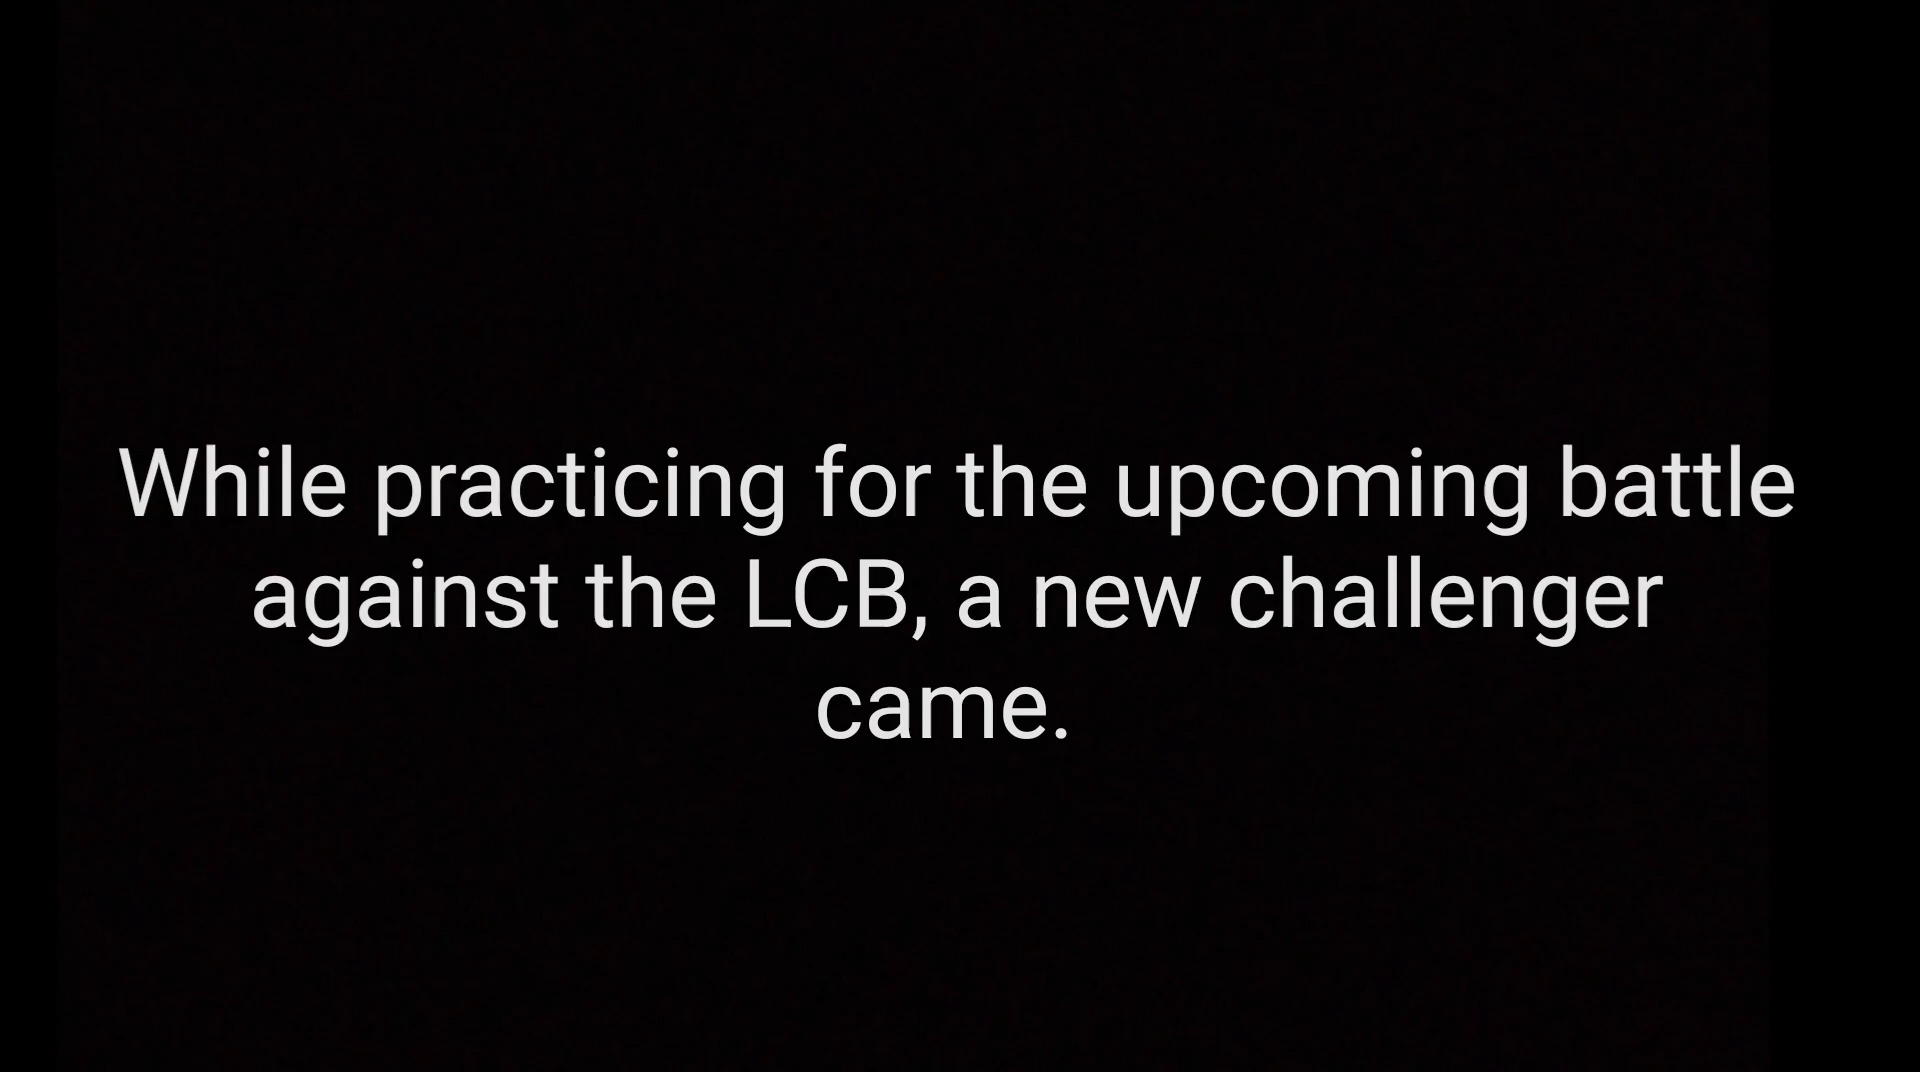 While practicing for the upcoming battle
against the LCB, a new challenger
came.